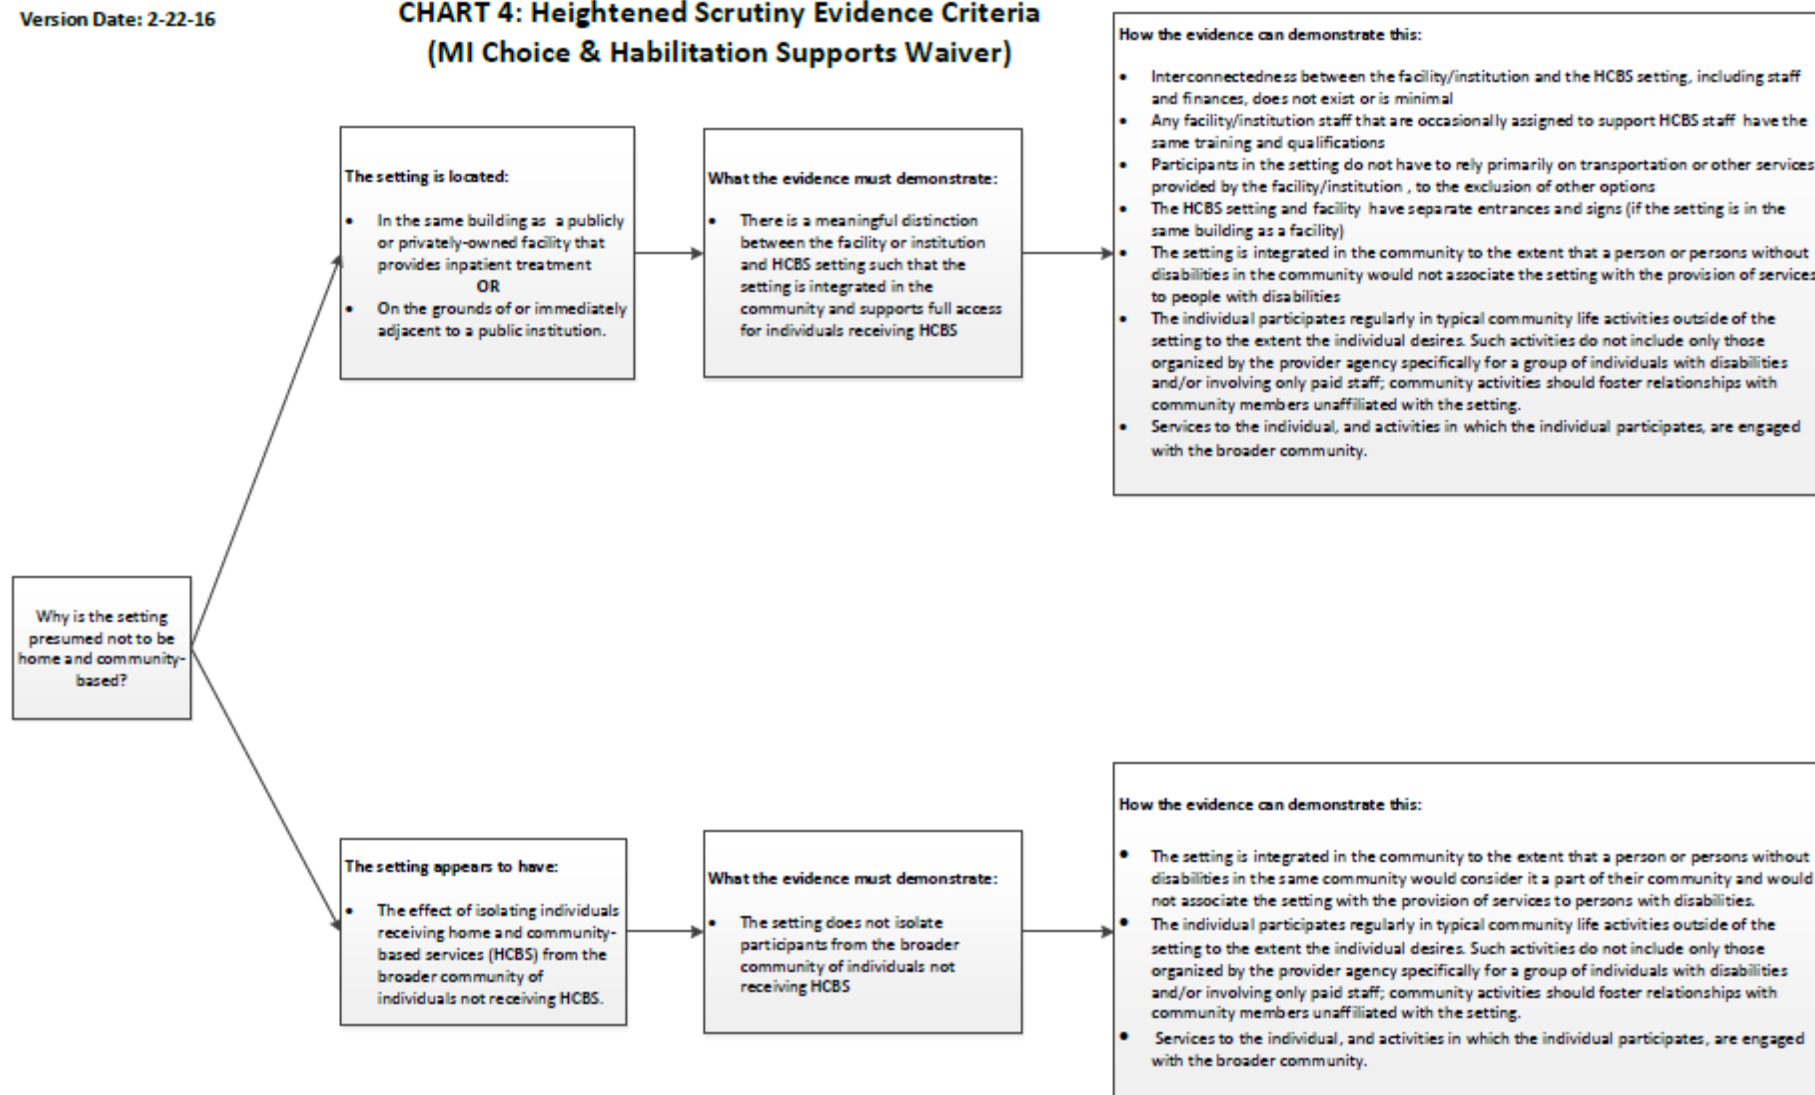 Version Date: 2-22-16
CHART 4: Heightened Scrutiny Evidence Criteria
(MI Choice & Habilitation Supports Waiver)
Why is the setting
presumed not to be
home and community-
based?
The setting is located:
• In the same building as a publicly
or privately-owned facility that
provides inpatient treatment
OR
• On the grounds of or immediately
adjacent to a public institution.
What the evidence must demonstrate:
• There is a meaningful distinction
between the facility or institution
and HCBS setting such that the
setting is integrated in the
community and supports full access
for individuals receiving HCBS
How the evidence can demonstrate this:
• Interconnectedness between the facility/institution and the HCBS setting, including staff
and finances, does not exist or is minimal
• Any facility/institution staff that are occasionally assigned to support HCBS staff have the
same training and qualifications
• Participants in the setting do not have to rely primarily on transportation or other services
provided by the facility/institution , to the exclusion of other options
• The HCBS setting and facility have separate entrances and signs (if the setting is in the
same building as a facility)
• The setting is integrated in the community to the extent that a person or persons without
disabilities in the community would not associate the setting with the provision of services
to people with disabilities
• The individual participates regularly in typical community life activities outside of the
setting to the extent the individual desires. Such activities do not include only those
organized by the provider agency specifically for a group of individuals with disabilities
and/or involving only paid staff; community activities should foster relationships with
community members unaffiliated with the setting.
• Services to the individual, and activities in which the individual participates, are engaged
with the broader community.
The setting appears to have:
• The effect of isolating individuals
receiving home and community-
based services (HCBS) from the
broader community of
individuals not receiving HCBS.
What the evidence must demonstrate:
• The setting does not isolate
participants from the broader
community of individuals not
receiving HCBS
How the evidence can demonstrate this:
• The setting is integrated in the community to the extent that a person or persons without
disabilities in the same community would consider it a part of their community and would
not associate the setting with the provision of services to persons with disabilities.
• The individual participates regularly in typical community life activities outside of the
setting to the extent the individual desires. Such activities do not include only those
organized by the provider agency specifically for a group of individuals with disabilities
and/or involving only paid staff; community activities should foster relationships with
community members unaffiliated with the setting.
• Services to the individual, and activities in which the individual participates, are engaged
with the broader community.